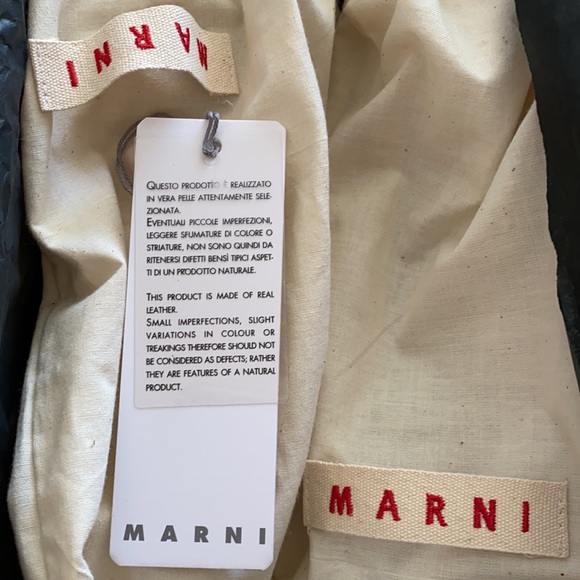 MARNI
QUESTO PRODOTTO È REALIZZATO
IN VERA PELLE ATTENTAMENTE SELE-
ZIONATA.
EVENTUALI PICCOLE IMPERFEZIONI,
LEGGERE SFUMATURE DI COLORE O
STRIATURE, NON SONO QUINDI DA
RITENERSI DIFETTI BENSÌ TIPICI ASPET-
TI DI UN PRODOTTO NATURALE.
THIS PRODUCT IS MADE OF REAL
LEATHER.
SMALL IMPERFECTIONS, SLIGHT
VARIATIONS IN COLOUR OR
TREAKINGS THEREFORE SHOULD NOT
BE CONSIDERED AS DEFECTS; RATHER
THEY ARE FEATURES OF A NATURAL
PRODUCT.
MARNI
MARNI